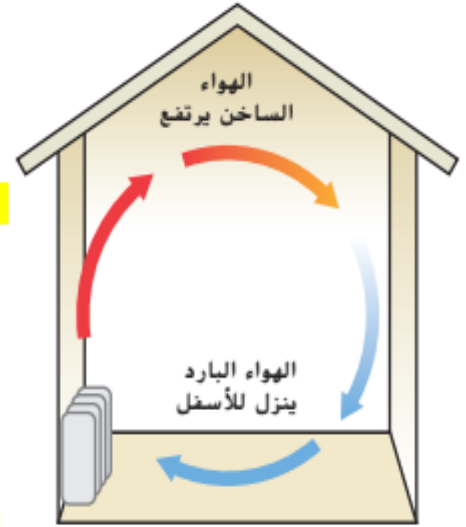 الهواء
الساخن يرتفع
الهواء البارد
ينزل للأسفل